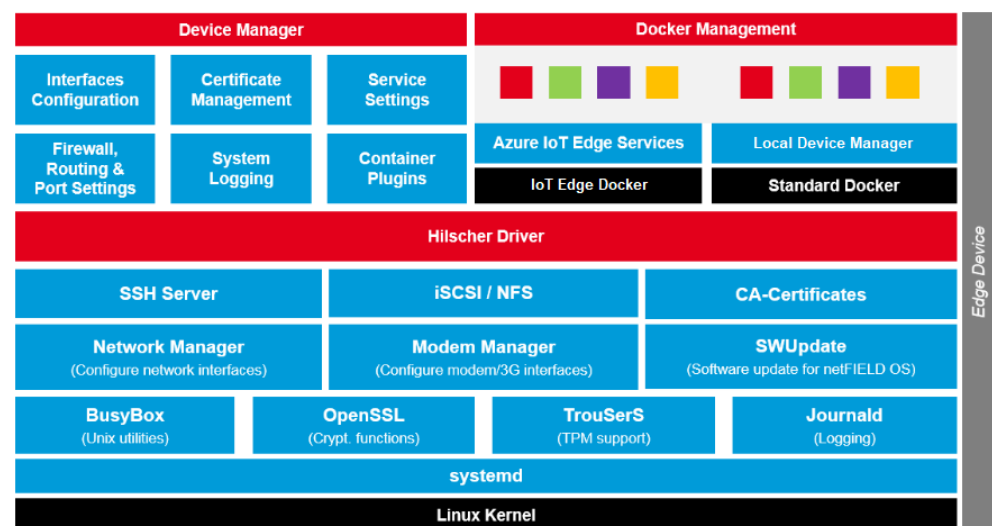 Device Manager
Docker Management
Interfaces
Configuration
Certificate
Management
Service
Settings
Firewall,
Routing &
Port Settings
System
Logging
Container
Plugins
Azure IoT Edge Services
Local Device Manager
IoT Edge Docker
Standard Docker
Hilscher Driver
SSH Server
iSCSI / NFS
CA-Certificates
Network Manager
(Configure network interfaces)
Modem Manager
(Configure modem/3G interfaces)
SWUpdate
(Software update for netFIELD OS)
BusyBox
(Unix utilities)
OpenSSL
(Crypt. functions)
TrouSerS
(TPM support)
Journald
(Logging)
systemd
Linux Kernel
Edge Device